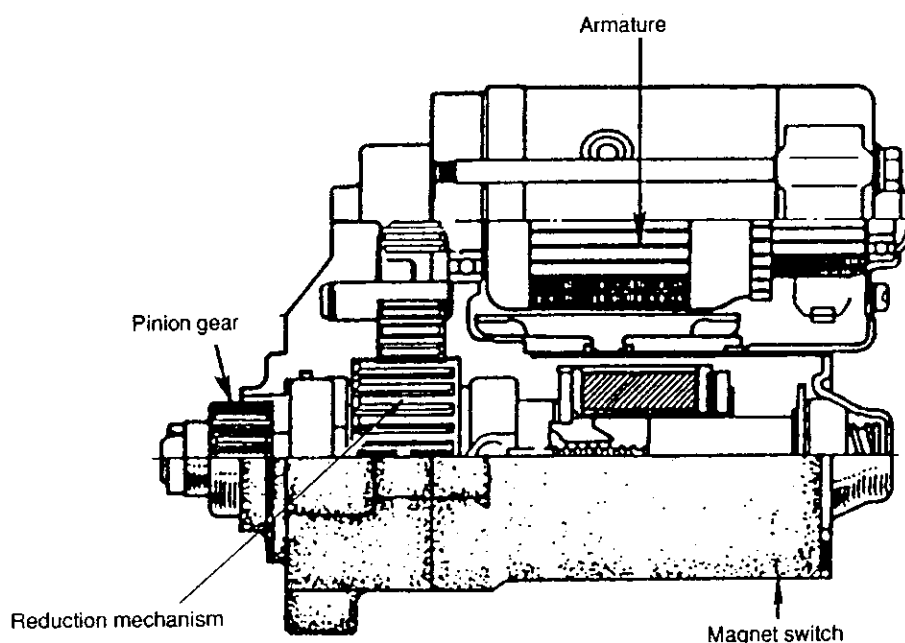 Armature
Pinion gear
Reduction mechanism
Magnet switch